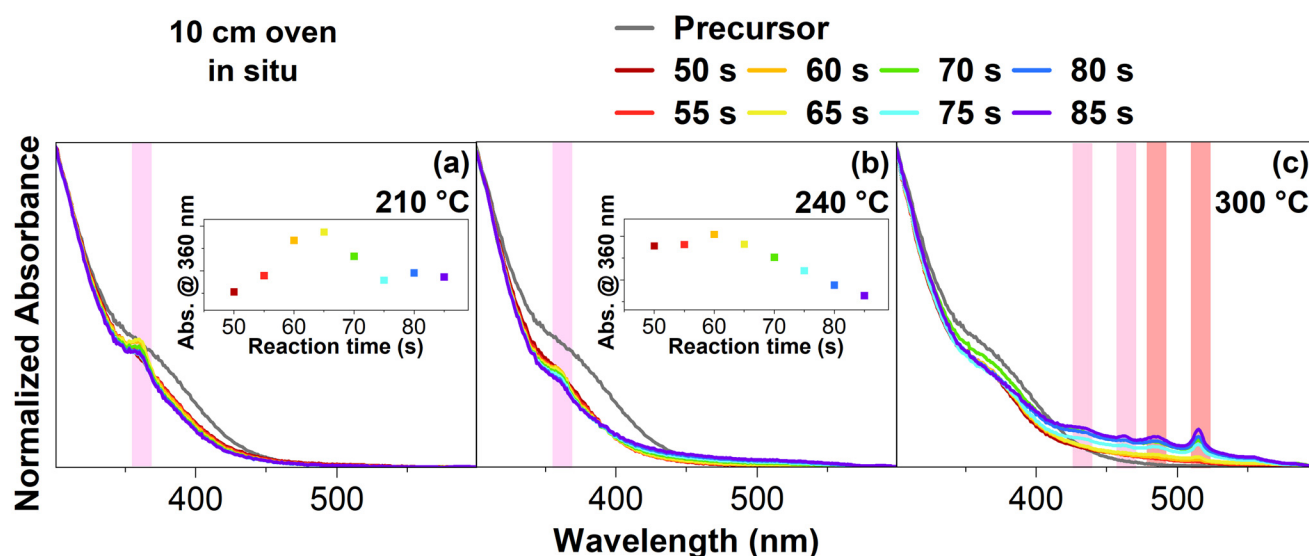 10 cm oven
in situ
Precursor
50 s 60 s 70 s 80 s
55 s 65 s 75 s 85 s
Normalized Absorbance
(a)
210 °C
Abs. @ 360 nm
50 60 70 80
Reaction time (s)
400 500
(b)
240 °C
Abs. @ 360 nm
50 60 70 80
Reaction time (s)
400 500
(c)
300 °C
400 500
Wavelength (nm)